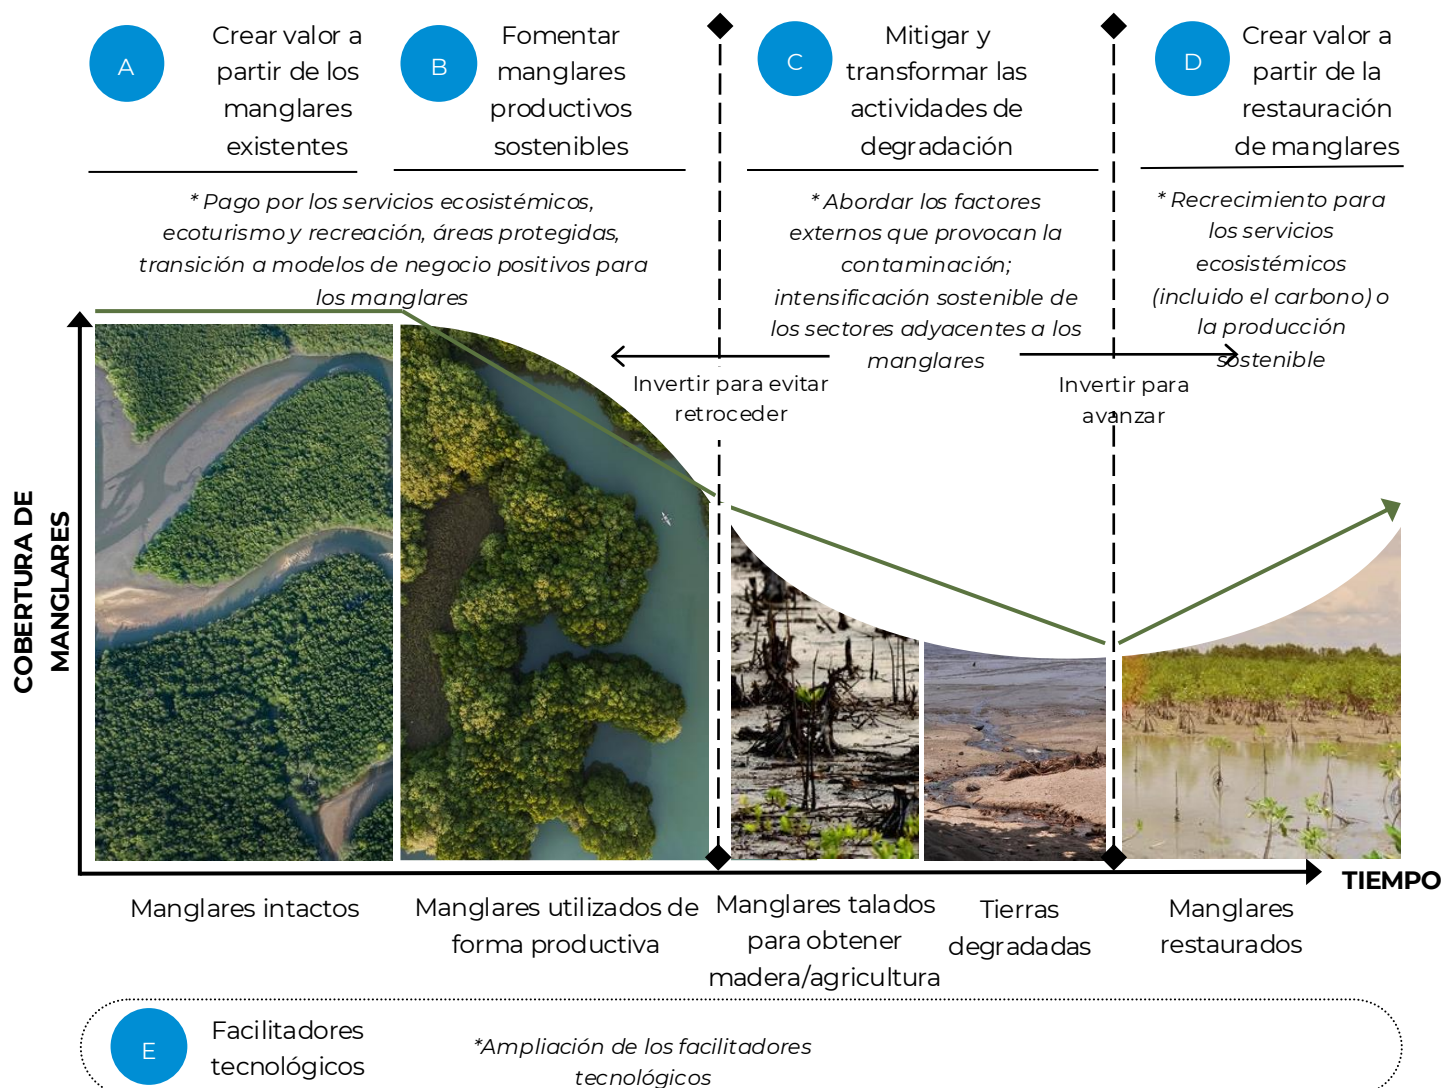 A
Crear valor a
partir de los
manglares
existentes
B
Fomentar
manglares
productivos
sostenibles
C
Mitigar y
transformar las
actividades de
degradación
D
Crear valor a
partir de la
restauración
de manglares
* Pago por los servicios ecosistémicos,
ecoturismo y recreación, áreas protegidas,
transición a modelos de negocio positivos para
los manglares
* Abordar los factores
externos que provocan la
contaminación;
intensificación sostenible de
los sectores adyacentes a los
manglares
* Recrecimiento para
los servicios
ecosistémicos
(incluido el carbono) o
la producción
sostenible
Invertir para evitar
retroceder
Invertir para
avanzar
COBERTURA DE
MANGLARES
TIEMPO
Manglares intactos
Manglares utilizados de
forma productiva
Manglares talados
para obtener
madera/agricultura
Tierras
degradadas
Manglares
restaurados
E
Facilitadores
tecnológicos
*Ampliación de los facilitadores
tecnológicos